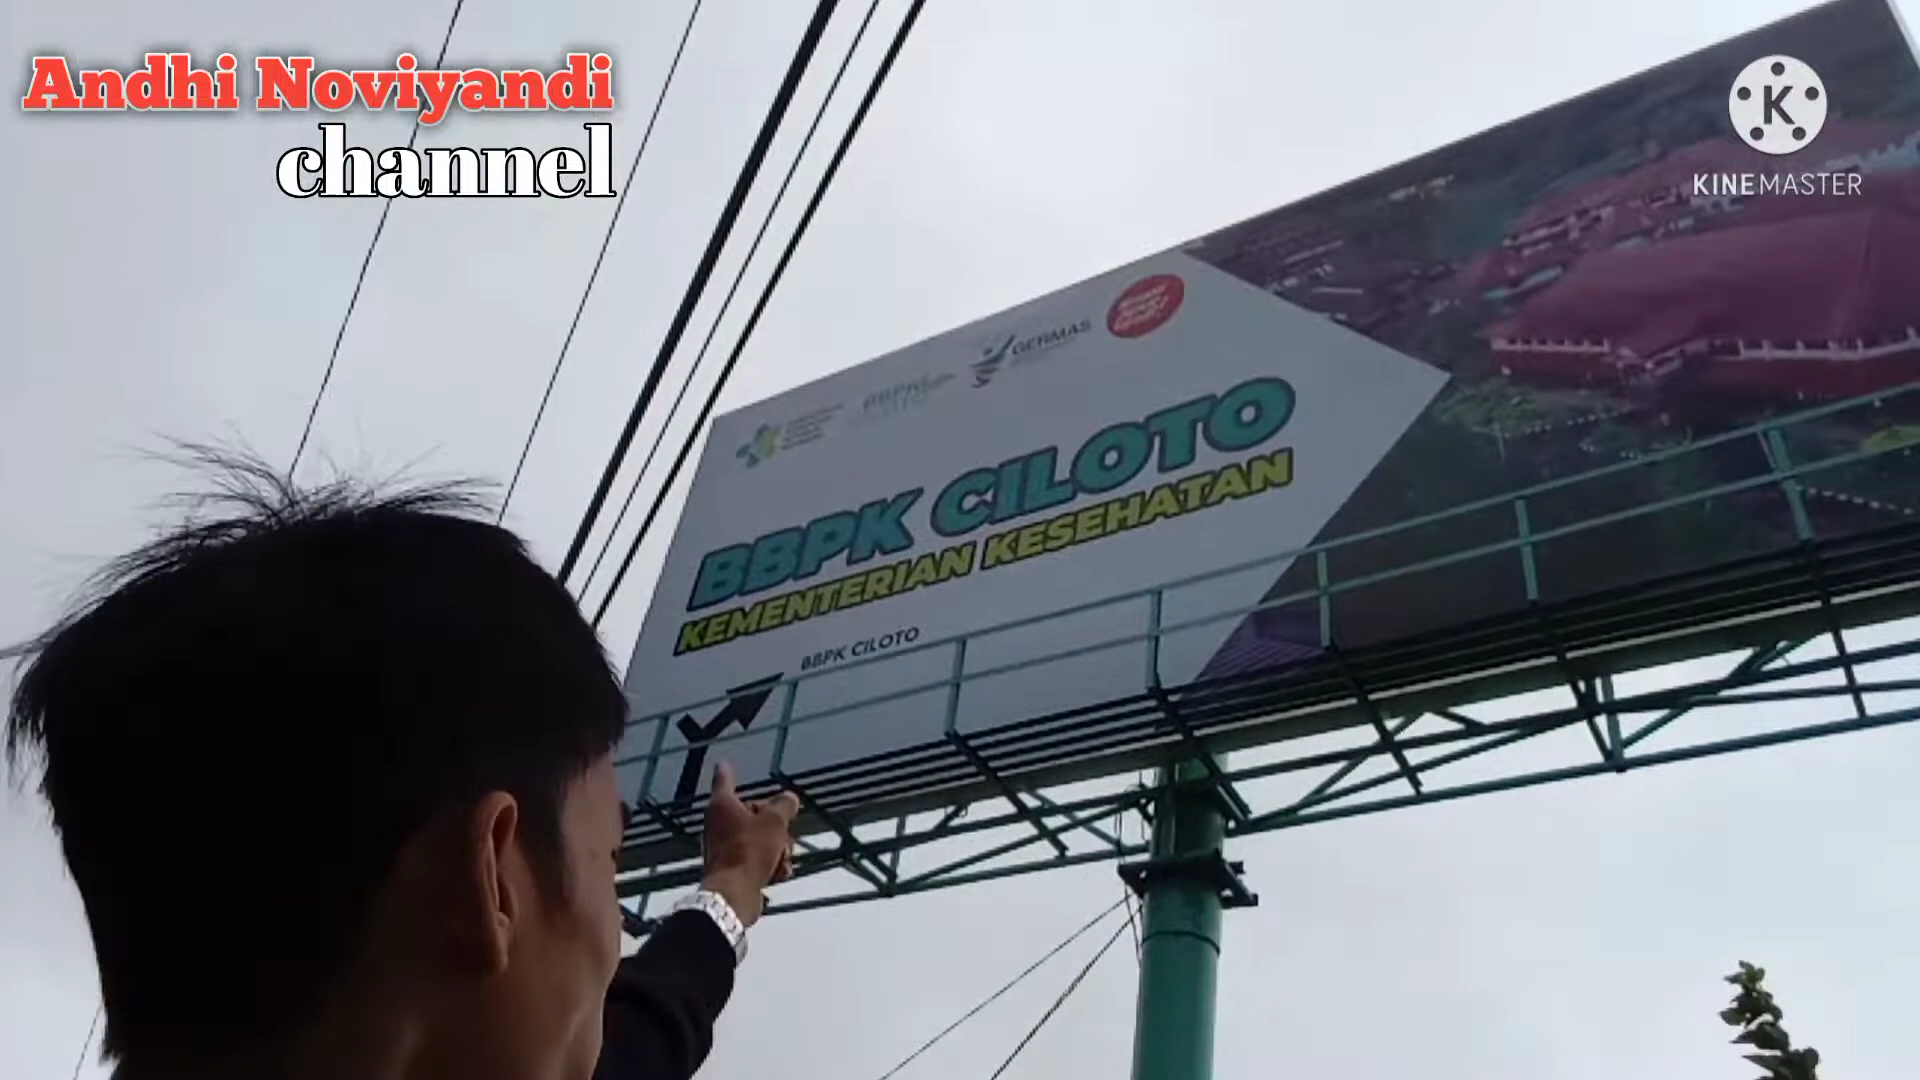 Andhi Noviyandi
channel
KINEMASTER
GERMAS
BBPK CILOTO
KEMENTERIAN KESEHATAN
BBPK CILOTO